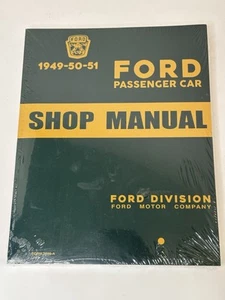 FORD
1949-50-51
FORD
PASSENGER CAR
SHOP MANUAL
FORD DIVISION
FORD MOTOR COMPANY